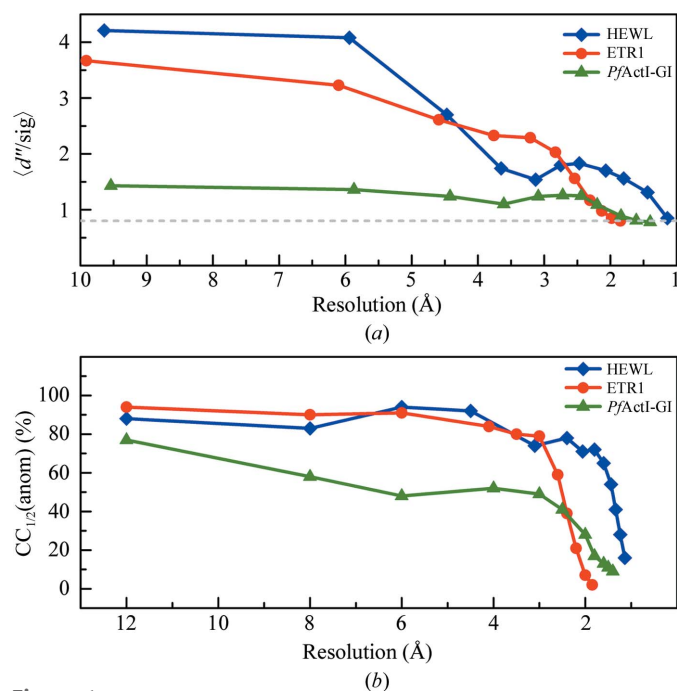 4
3
2
1
⟨d″/sig⟩
HEWL
ETR1
PfActI-GI
10 9 8 7 6 5 4 3 2 1
Resolution (Å)
(a)
100
80
60
40
20
0
CC1/2(anom) (%)
HEWL
ETR1
PfActI-GI
12 10 8 6 4 2
Resolution (Å)
(b)